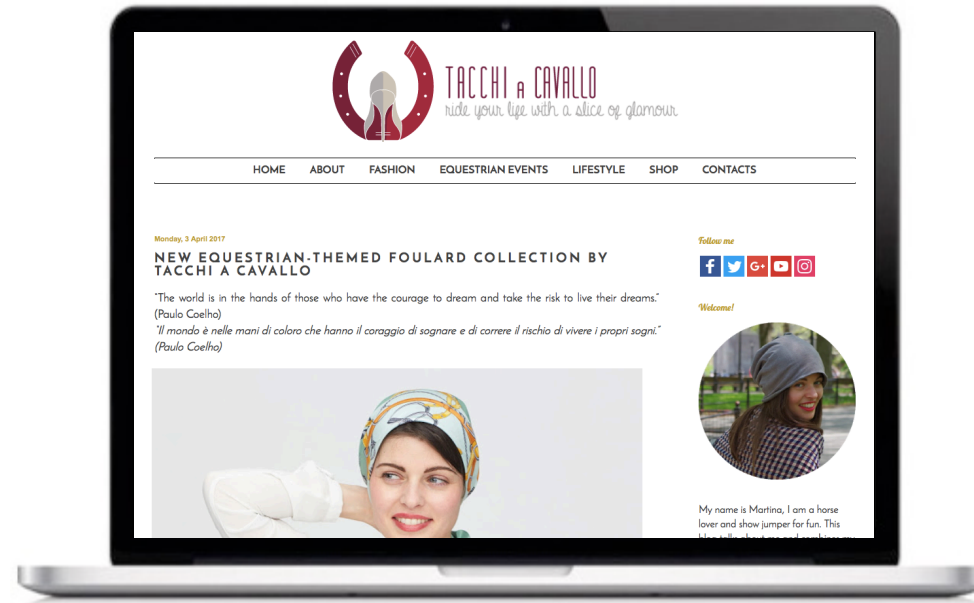 TACCHI A CAVALLO
ride your life with a slice of glamour
HOME ABOUT FASHION EQUESTRIAN EVENTS LIFESTYLE SHOP CONTACTS
Monday, 3 April 2017
NEW EQUESTRIAN-THEMED FOULARD COLLECTION BY
TACCHI A CAVALLO
"The world is in the hands of those who have the courage to dream and take the risk to live their dreams."
(Paulo Coelho)
"Il mondo è nelle mani di coloro che hanno il coraggio di sognare e di correre il rischio di vivere i propri sogni."
(Paulo Coelho)
Follow me
G+
Welcome!
My name is Martina, I am a horse
lover and show jumper for fun. This